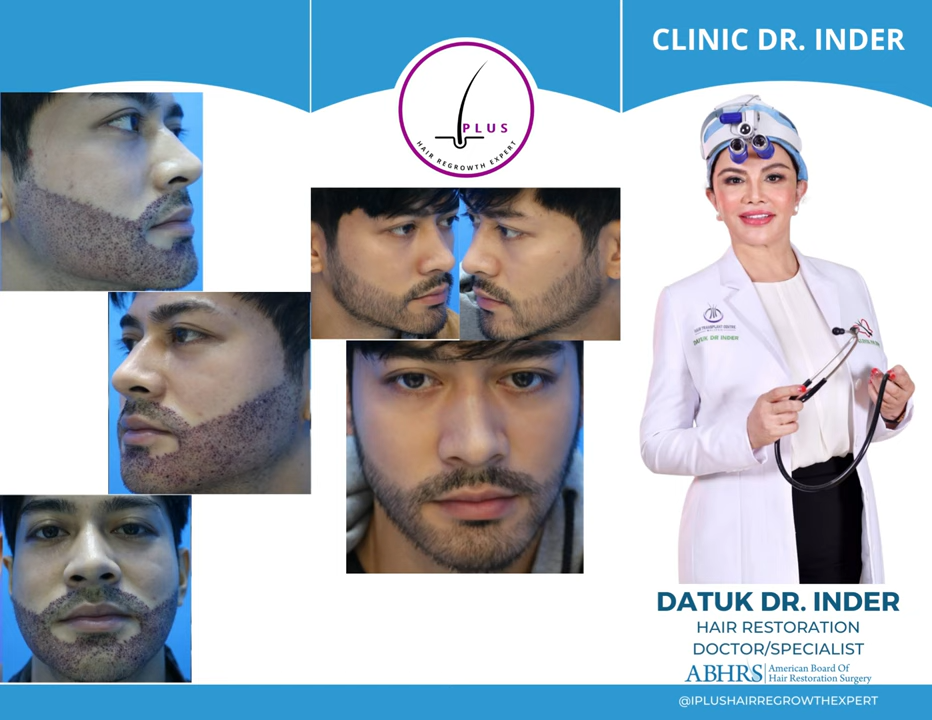 CLINIC DR. INDER
PLUS
HAIR REGROWTH EXPERT
DATUK DR INDER
DATUK DR. INDER
HAIR RESTORATION
DOCTOR/SPECIALIST
ABHRS
American Board Of
Hair Restoration Surgery
@IPLUSHAIRREGROWTHEXPERT